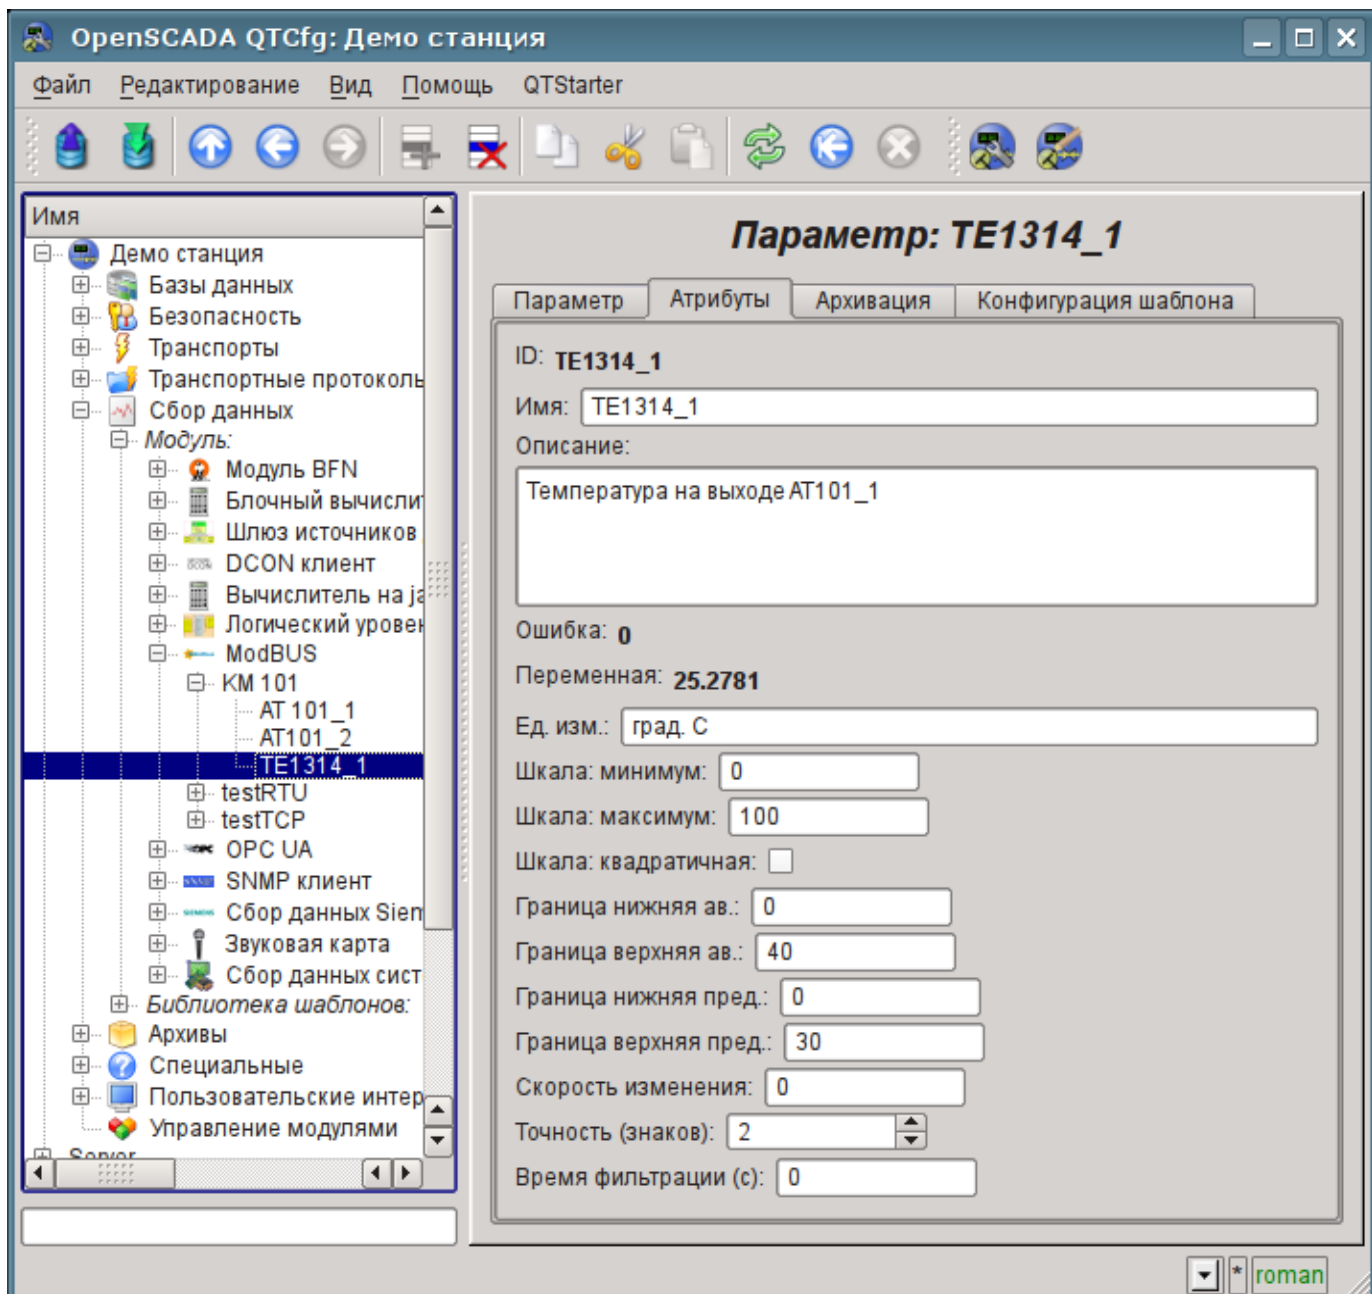 OpenSCADA QTCfg: Демо станция
Файл Редактирование Вид Помощь QTStarter
Имя
Демо станция
Базы данных
Безопасность
Транспорты
Транспортные протоколы
Сбор данных
Модуль:
Модуль BFN
Блочный вычислит
Шлюз источников
DCON клиент
Вычислитель на ja
Логический уровен
ModBUS
KM 101
AT 101_1
AT101_2
TE1314_1
testRTU
testTCP
OPC UA
SNMP клиент
Сбор данных Siem
Звуковая карта
Сбор данных сист
Библиотека шаблонов:
Архивы
Специальные
Пользовательские интер
Управление модулями
Server
Параметр: TE1314_1
Параметр Атрибуты Архивация Конфигурация шаблона
ID: TE1314_1
Имя: TE1314_1
Описание:
Температура на выходе AT101_1
Ошибка: 0
Переменная: 25.2781
Ед. изм.: град. С
Шкала: минимум: 0
Шкала: максимум: 100
Шкала: квадратичная:
Граница нижняя ав.: 0
Граница верхняя ав.: 40
Граница нижняя пред.: 0
Граница верхняя пред.: 30
Скорость изменения: 0
Точность (знаков): 2
Время фильтрации (с): 0
* roman